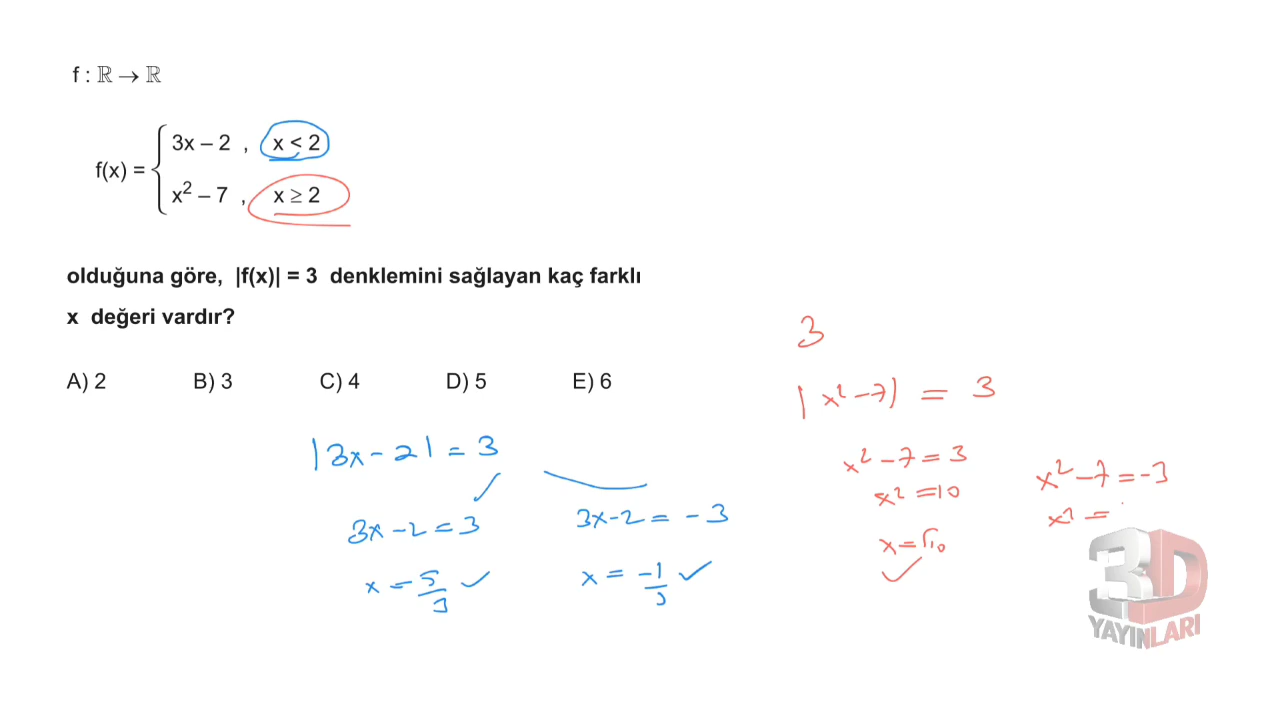 f : ℝ → ℝ
f(x) = { 3x – 2 , x < 2
x² – 7 , x ≥ 2
olduğuna göre, |f(x)| = 3 denklemini sağlayan kaç farklı
x değeri vardır?
A) 2 B) 3 C) 4 D) 5 E) 6
|3x – 2| = 3
3x – 2 = 3 3x – 2 = – 3
x = 5/3 ✓ x = –1/3 ✓
3
|x² – 7| = 3
x² – 7 = 3 x² – 7 = –3
x² = 10 x² =
x = √10
✓
3D
YAYINLARI